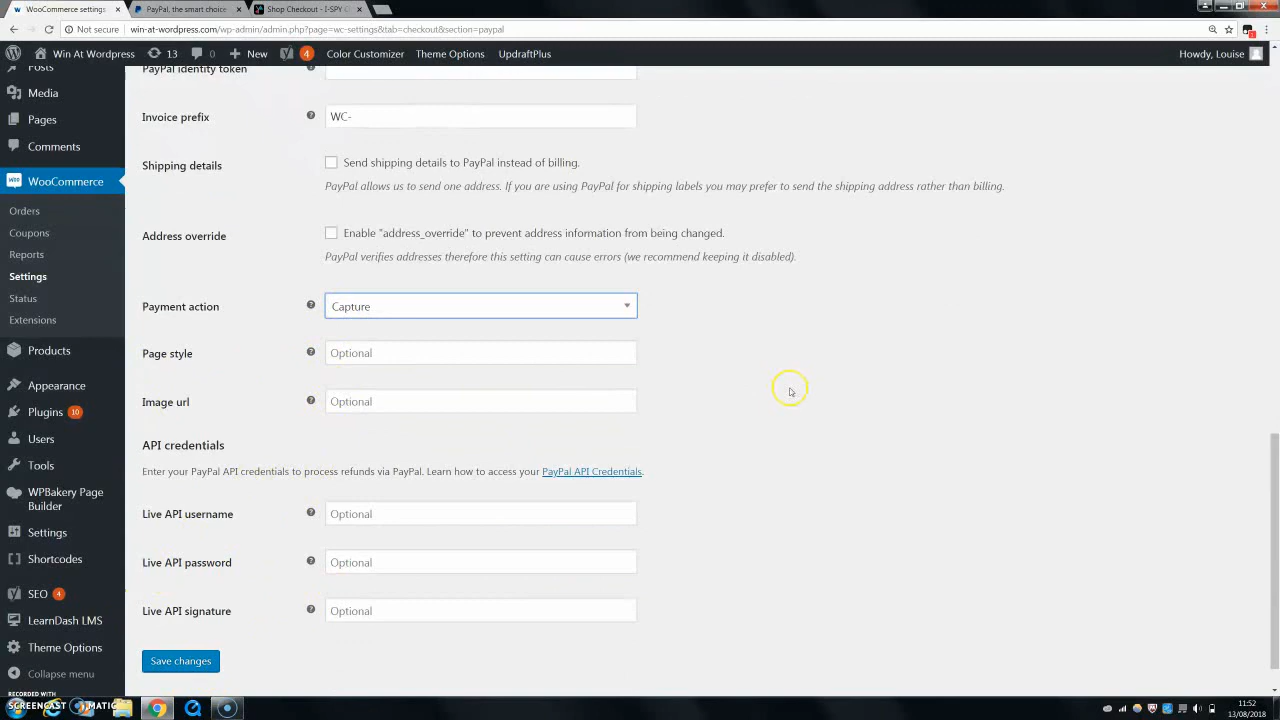 WooCommerce settings
PayPal, the smart choice
Shop Checkout - I-SPY
Not secure
win-at-wordpress.com/wp-admin/admin.php?page=wc-settings&tab=checkout&section=paypal
Win At Wordpress
13
0
New
4
Color Customizer
Theme Options
UpdraftPlus
Howdy, Louise
Posts
Media
Pages
Comments
WooCommerce
Orders
Coupons
Reports
Settings
Status
Extensions
Products
Appearance
Plugins 10
Users
Tools
WPBakery Page
Builder
Settings
Shortcodes
SEO 4
LearnDash LMS
Theme Options
Collapse menu
PayPal identity token
Invoice prefix
WC-
Shipping details
Send shipping details to PayPal instead of billing.
PayPal allows us to send one address. If you are using PayPal for shipping labels you may prefer to send the shipping address rather than billing.
Address override
Enable "address_override" to prevent address information from being changed.
PayPal verifies addresses therefore this setting can cause errors (we recommend keeping it disabled).
Payment action
Capture
Page style
Optional
Image url
Optional
API credentials
Enter your PayPal API credentials to process refunds via PayPal. Learn how to access your PayPal API Credentials.
Live API username
Optional
Live API password
Optional
Live API signature
Optional
Save changes
RECORDED WITH
SCREENCAST MATIC
11:52
13/08/2018